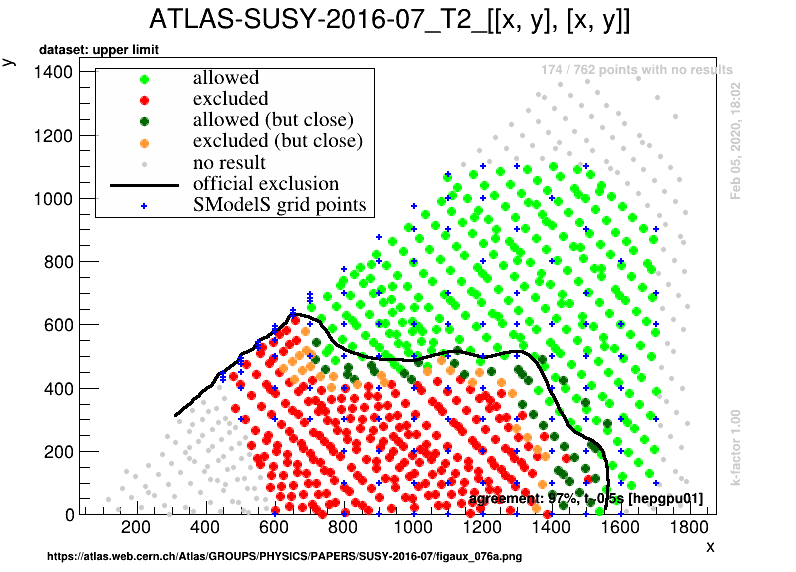 ATLAS-SUSY-2016-07_T2_[[x, y], [x, y]]
dataset: upper limit
174 / 762 points with no results
y
1400
1200
1000
800
600
400
200
0
allowed
excluded
allowed (but close)
excluded (but close)
no result
official exclusion
SModelS grid points
Feb 05, 2020, 18:02
k-factor 1.00
agreement: 97%, t~0.5s [hepgpu01]
200 400 600 800 1000 1200 1400 1600 1800
x
https://atlas.web.cern.ch/Atlas/GROUPS/PHYSICS/PAPERS/SUSY-2016-07/figaux_076a.png